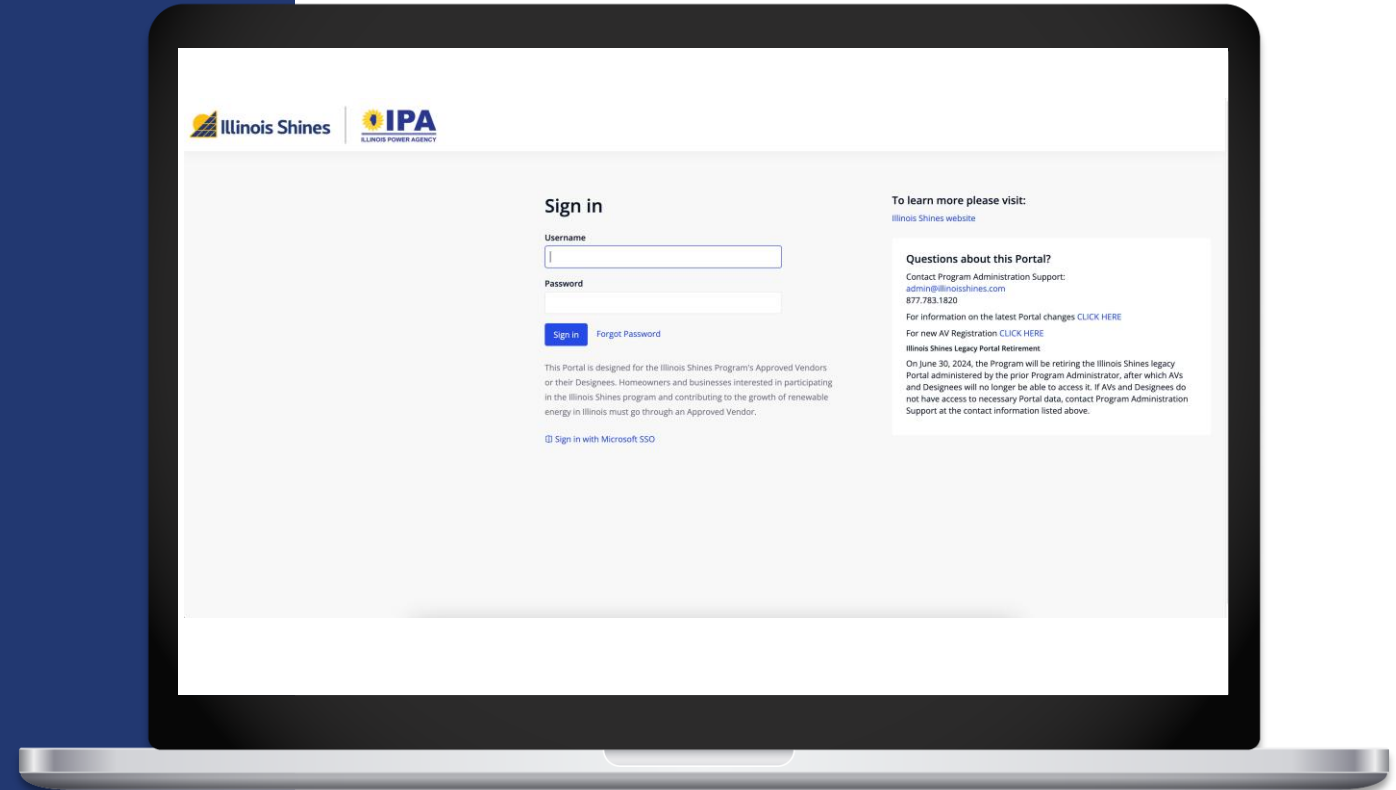 Illinois Shines
IPA
ILLINOIS POWER AGENCY
Sign in
Username
Password
Sign in Forgot Password
This Portal is designed for the Illinois Shines Program's Approved Vendors
or their Designees. Homeowners and businesses interested in participating
in the Illinois Shines program and contributing to the growth of renewable
energy in Illinois must go through an Approved Vendor.
Sign in with Microsoft SSO
To learn more please visit:
Illinois Shines website
Questions about this Portal?
Contact Program Administration Support:
admin@illinoisshines.com
877.783.1820
For information on the latest Portal changes CLICK HERE
For new AV Registration CLICK HERE
Illinois Shines Legacy Portal Retirement
On June 30, 2024, the Program will be retiring the Illinois Shines legacy
Portal administered by the prior Program Administrator, after which AVs
and Designees will no longer be able to access it. If AVs and Designees do
not have access to necessary Portal data, contact Program Administration
Support at the contact information listed above.